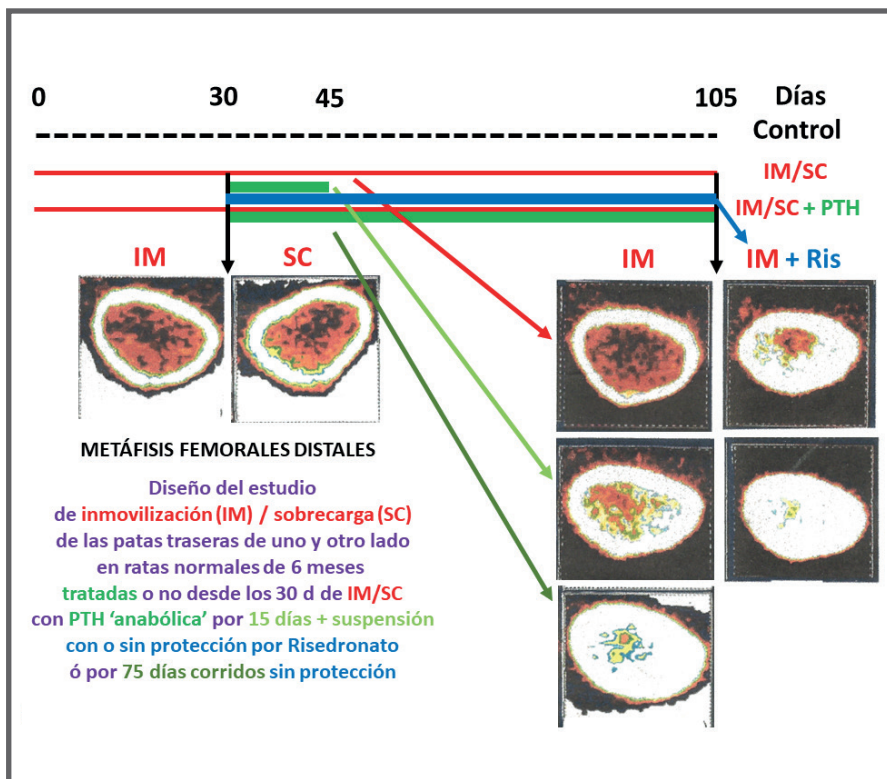 0 30 45 105 Días
Control
IM/SC
IM/SC + PTH
IM SC IM IM + Ris
METÁFISIS FEMORALES DISTALES
Diseño del estudio
de inmovilización (IM) / sobrecarga (SC)
de las patas traseras de uno y otro lado
en ratas normales de 6 meses
tratadas o no desde los 30 d de IM/SC
con PTH ‘anabólica’ por 15 días + suspensión
con o sin protección por Risedronato
ó por 75 días corridos sin protección